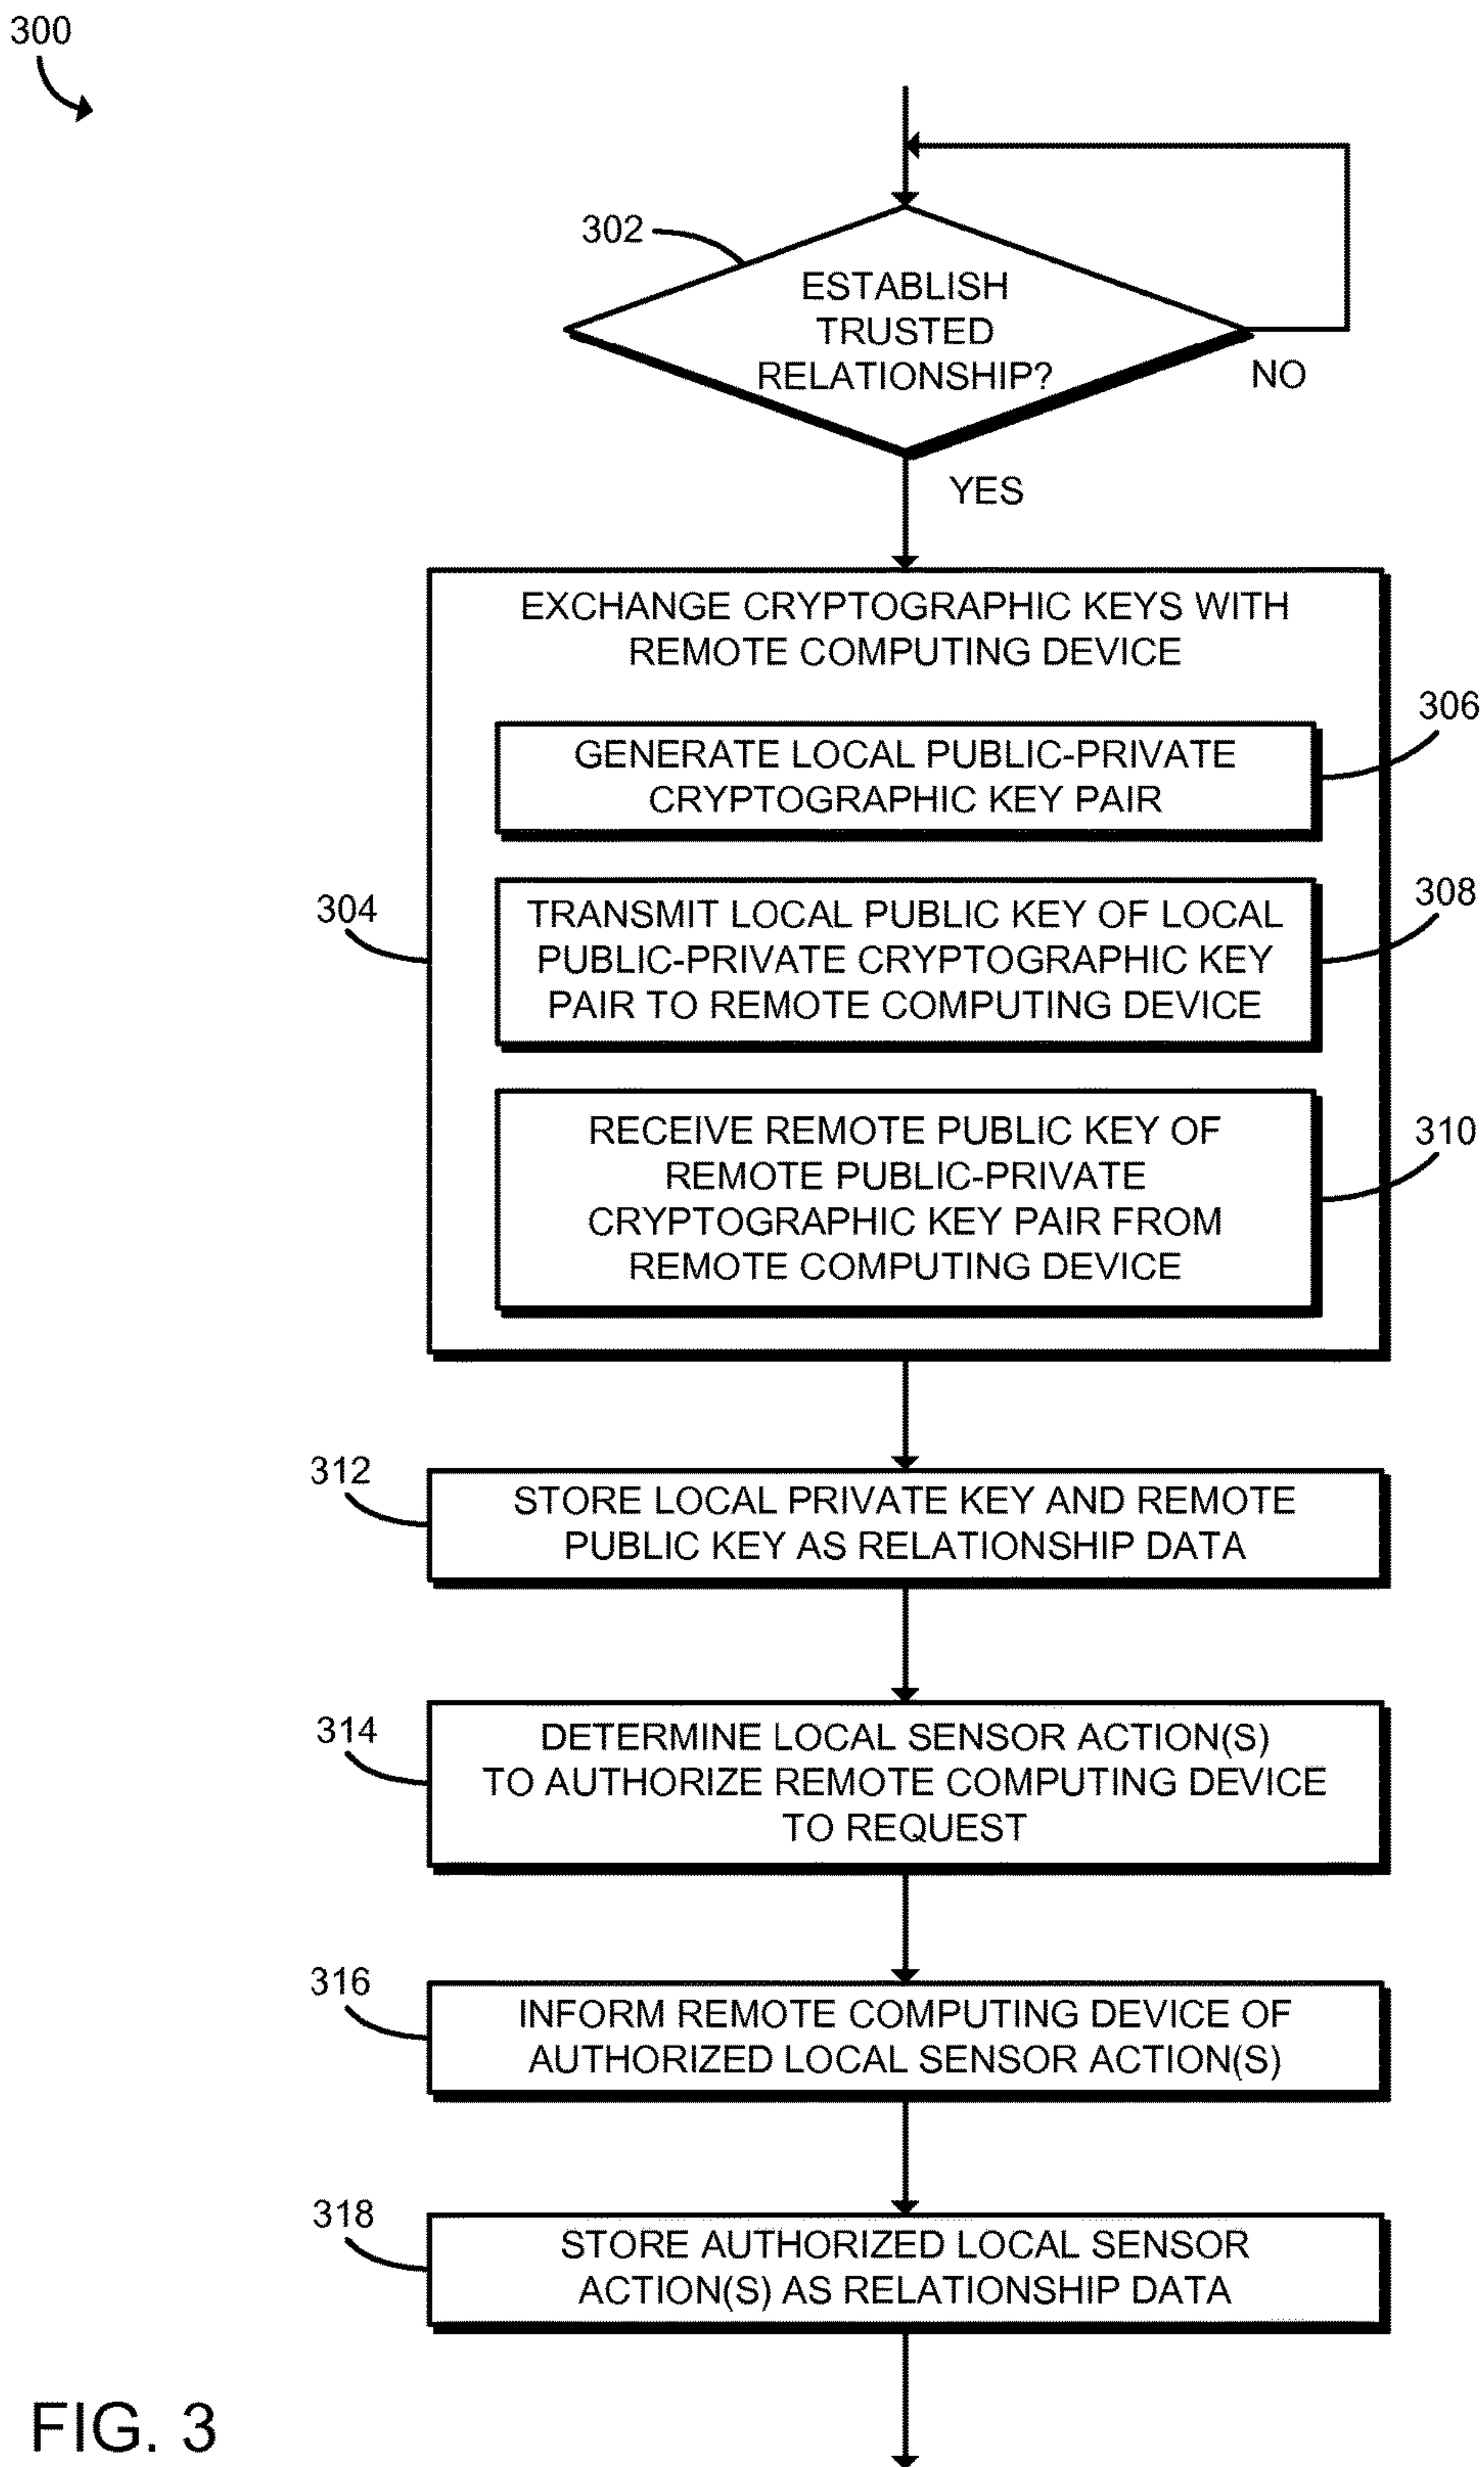 300
302
ESTABLISH
TRUSTED
RELATIONSHIP?
NO
YES
EXCHANGE CRYPTOGRAPHIC KEYS WITH
REMOTE COMPUTING DEVICE
306
GENERATE LOCAL PUBLIC-PRIVATE
CRYPTOGRAPHIC KEY PAIR
304
308
TRANSMIT LOCAL PUBLIC KEY OF LOCAL
PUBLIC-PRIVATE CRYPTOGRAPHIC KEY
PAIR TO REMOTE COMPUTING DEVICE
310
RECEIVE REMOTE PUBLIC KEY OF
REMOTE PUBLIC-PRIVATE
CRYPTOGRAPHIC KEY PAIR FROM
REMOTE COMPUTING DEVICE
312
STORE LOCAL PRIVATE KEY AND REMOTE
PUBLIC KEY AS RELATIONSHIP DATA
314
DETERMINE LOCAL SENSOR ACTION(S)
TO AUTHORIZE REMOTE COMPUTING DEVICE
TO REQUEST
316
INFORM REMOTE COMPUTING DEVICE OF
AUTHORIZED LOCAL SENSOR ACTION(S)
318
STORE AUTHORIZED LOCAL SENSOR
ACTION(S) AS RELATIONSHIP DATA
FIG. 3